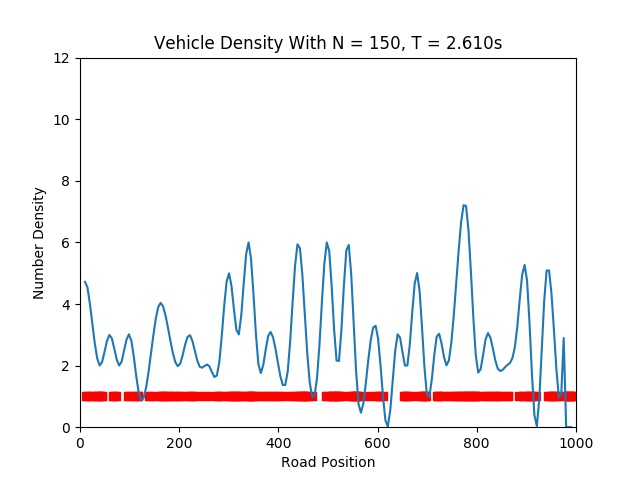 Vehicle Density With N = 150, T = 2.610s
12
10
8
6
4
2
0
Number Density
0 200 400 600 800 1000
Road Position